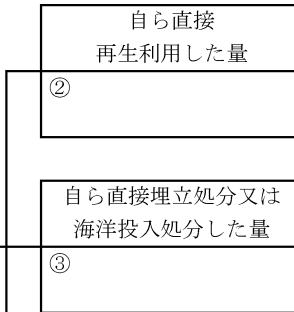 自ら直接
再生利用した量
②
自ら直接埋立処分又は
海洋投入処分した量
③